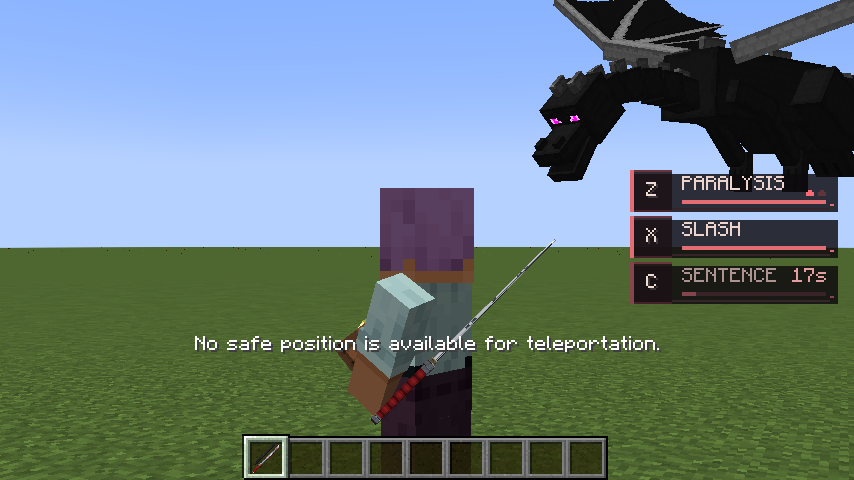 Z PARALYSIS
X SLASH
C SENTENCE 17s
No safe position is available for teleportation.